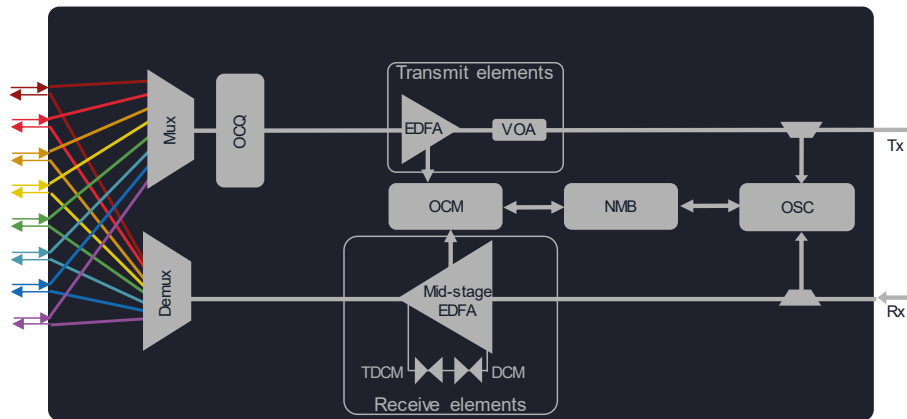 Transmit elements
Mux
OCQ
EDFA
VOA
Tx
OCM
NMB
OSC
Demux
Mid-stage
EDFA
Rx
TDCM
DCM
Receive elements